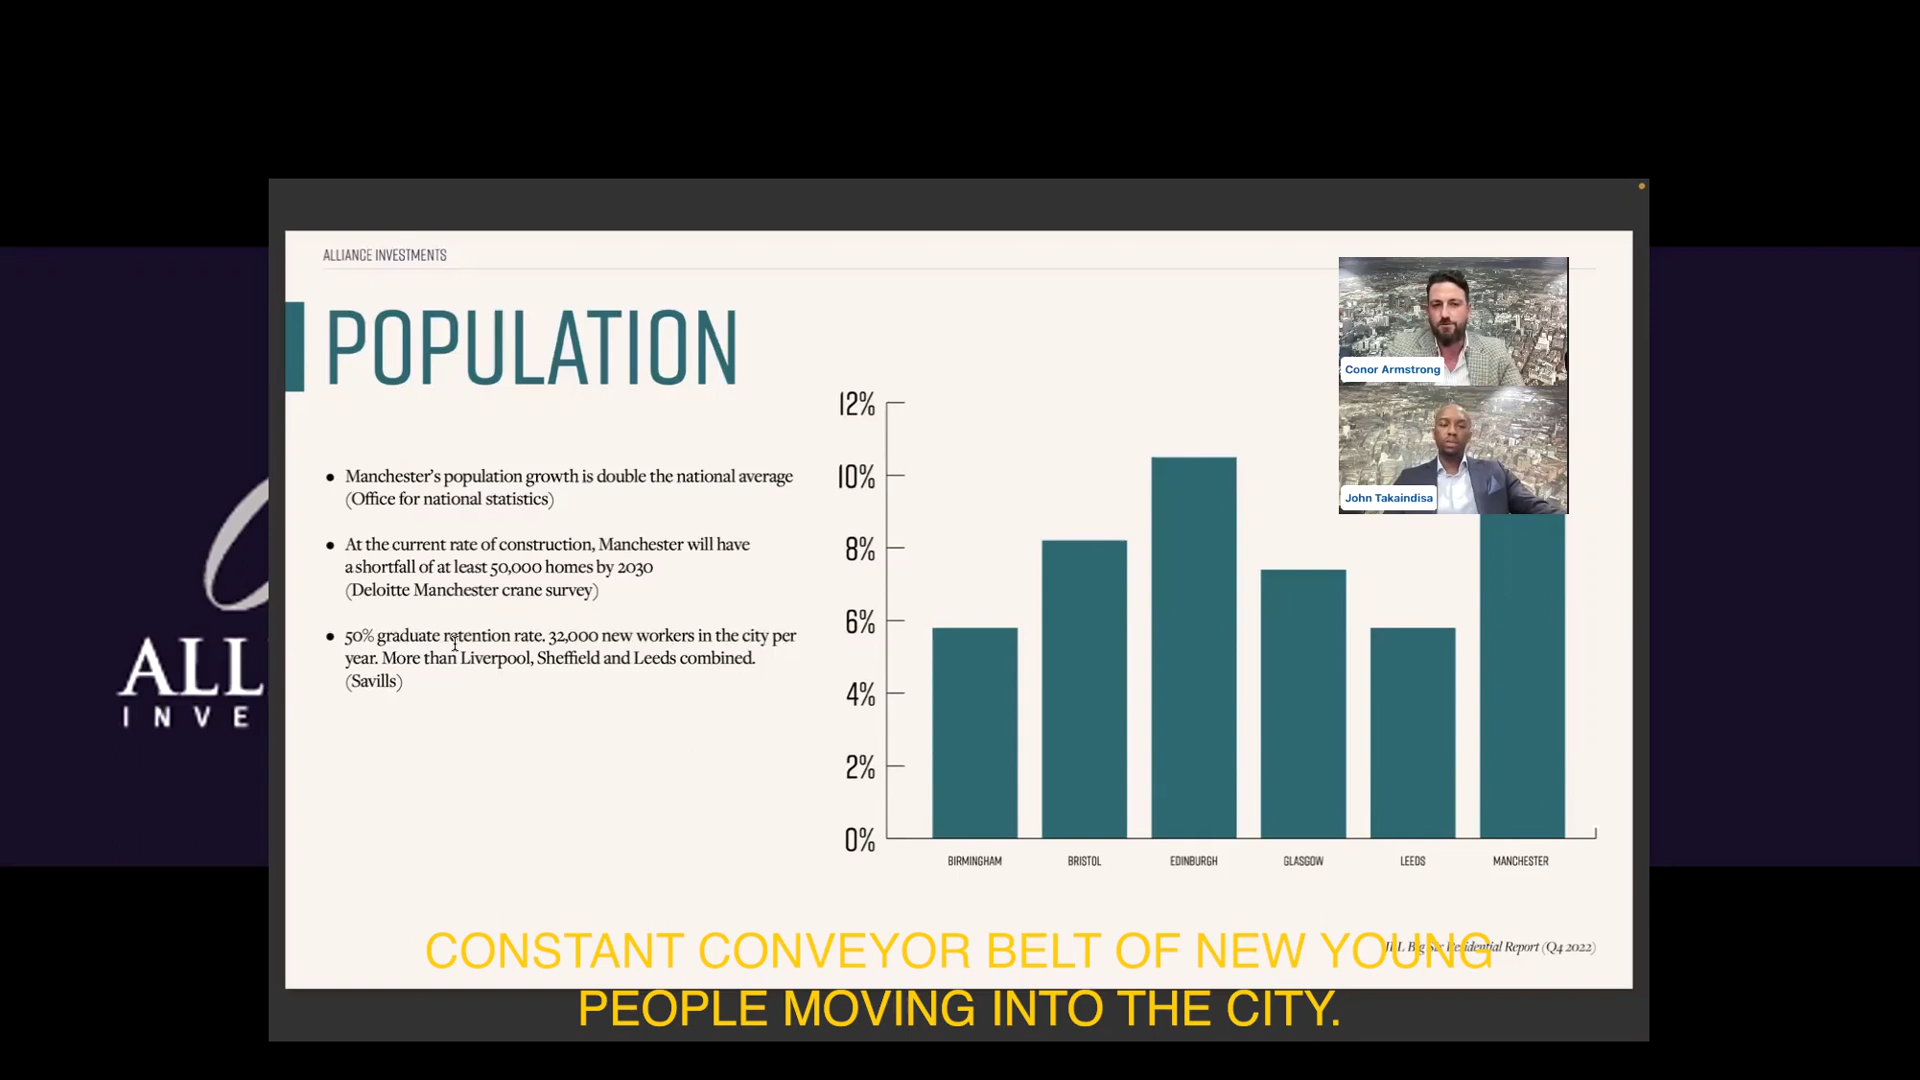 ALLIANCE INVESTMENTS
POPULATION
● Manchester's population growth is double the national average
(Office for national statistics)
● At the current rate of construction, Manchester will have
a shortfall of at least 50,000 homes by 2030
(Deloitte Manchester crane survey)
● 50% graduate retention rate. 32,000 new workers in the city per
year. More than Liverpool, Sheffield and Leeds combined.
(Savills)
12%
10%
8%
6%
4%
2%
0%
BIRMINGHAM
BRISTOL
EDINBURGH
GLASGOW
LEEDS
MANCHESTER
Conor Armstrong
John Takaindisa
Big Six Residential Report (Q4 2022)
CONSTANT CONVEYOR BELT OF NEW YOUNG
PEOPLE MOVING INTO THE CITY.
ALL
INVE